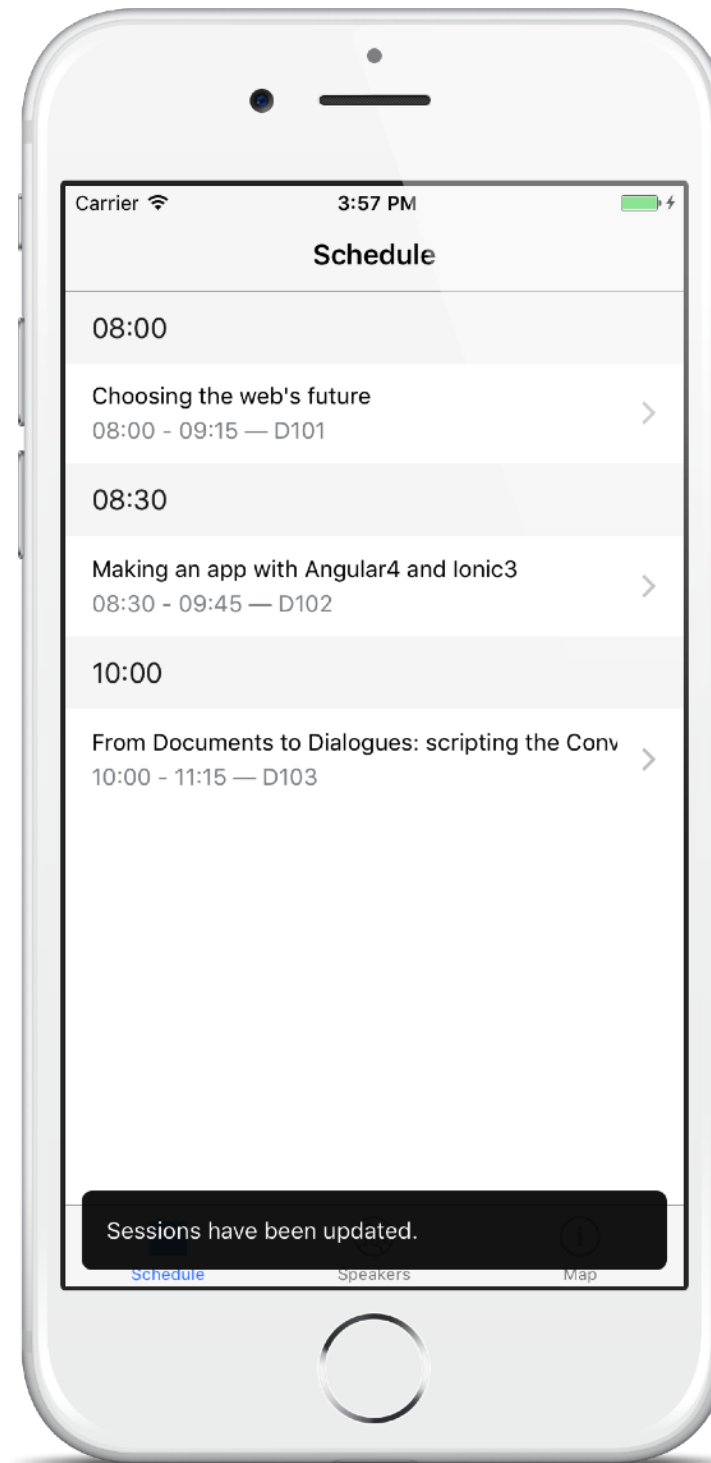 Carrier
3:57 PM
Schedule
08:00
Choosing the web's future
08:00 - 09:15 — D101
08:30
Making an app with Angular4 and Ionic3
08:30 - 09:45 — D102
10:00
From Documents to Dialogues: scripting the Conv
10:00 - 11:15 — D103
Sessions have been updated.
Schedule
Speakers
Map